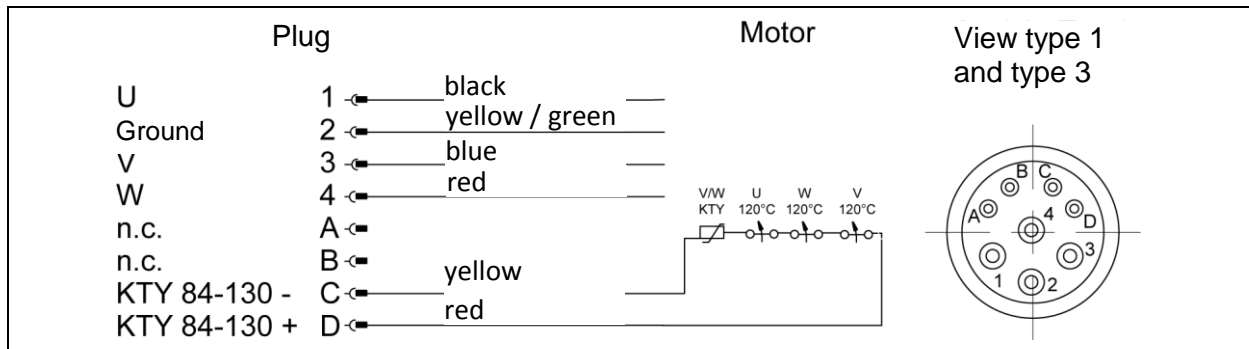 Plug
Motor
View type 1
and type 3
U 1 black
Ground 2 yellow / green
V 3 blue
W 4 red
n.c. A
n.c. B
KTY 84-130 - C yellow
KTY 84-130 + D red
V/W U W V
KTY 120°C 120°C 120°C
B C
A 4 D
3
1 2